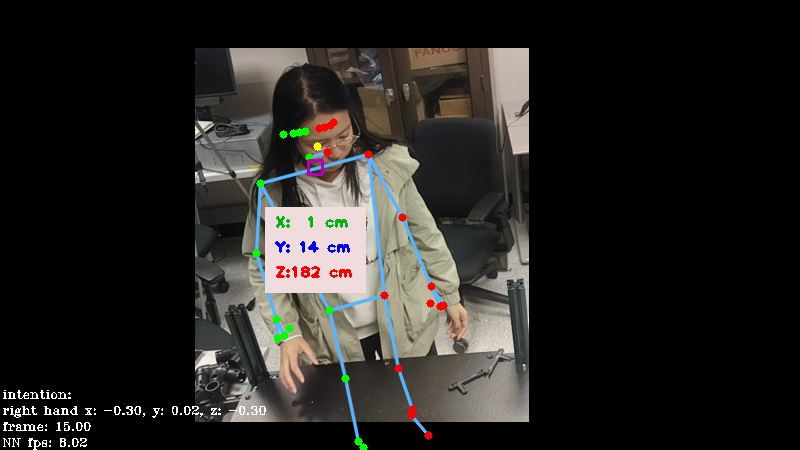 FANUC
X: 1 cm
Y: 14 cm
Z:182 cm
intention:
right hand x: -0.30, y: 0.02, z: -0.30
frame: 15.00
NN fps: 8.02